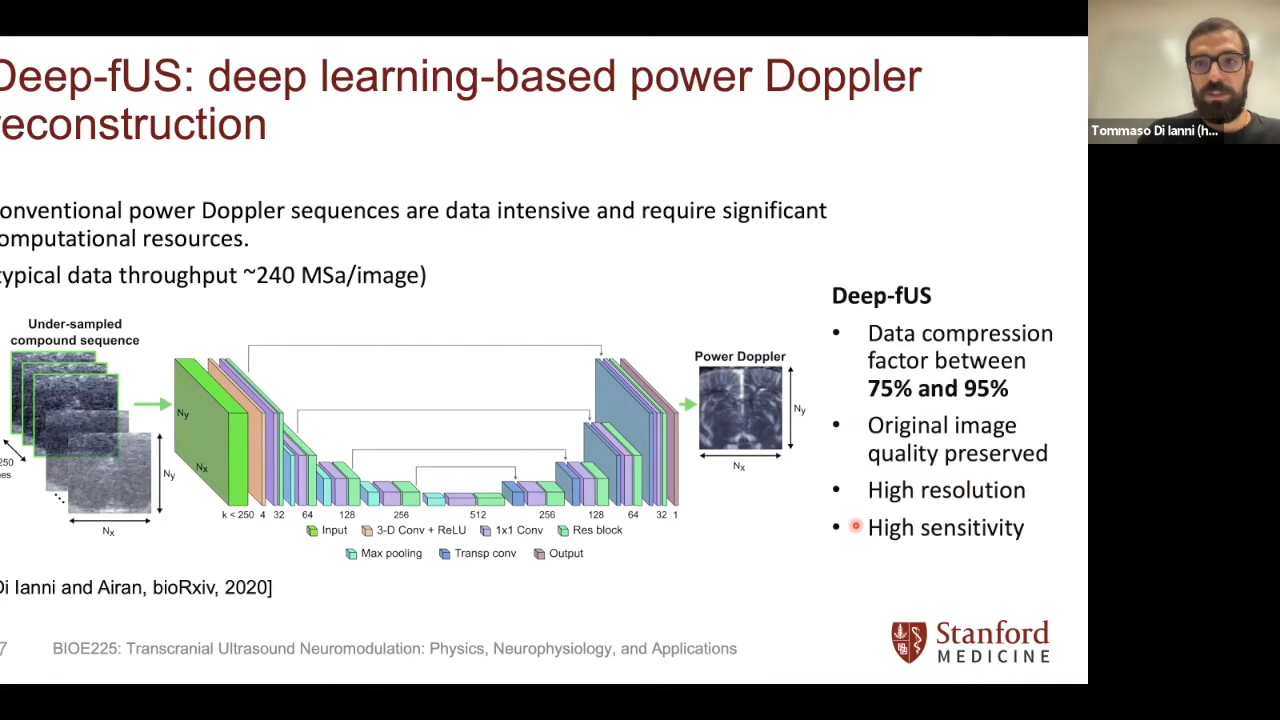 Deep-fUS: deep learning-based power Doppler
reconstruction
onventional power Doppler sequences are data intensive and require significant
omputational resources.
typical data throughput ~240 MSa/image)
Deep-fUS
• Data compression
factor between
75% and 95%
• Original image
quality preserved
• High resolution
• High sensitivity
Under-sampled
compound sequence
250
nes
Ny
Nx
Ny
Nx
k < 250 4 32 64 128 256 512 256 128 64 32 1
Input 3-D Conv + ReLU 1x1 Conv Res block
Max pooling Transp conv Output
Power Doppler
Ny
Nx
Di Ianni and Airan, bioRxiv, 2020]
7 BIOE225: Transcranial Ultrasound Neuromodulation: Physics, Neurophysiology, and Applications
Stanford
MEDICINE
Tommaso Di Ianni (h...